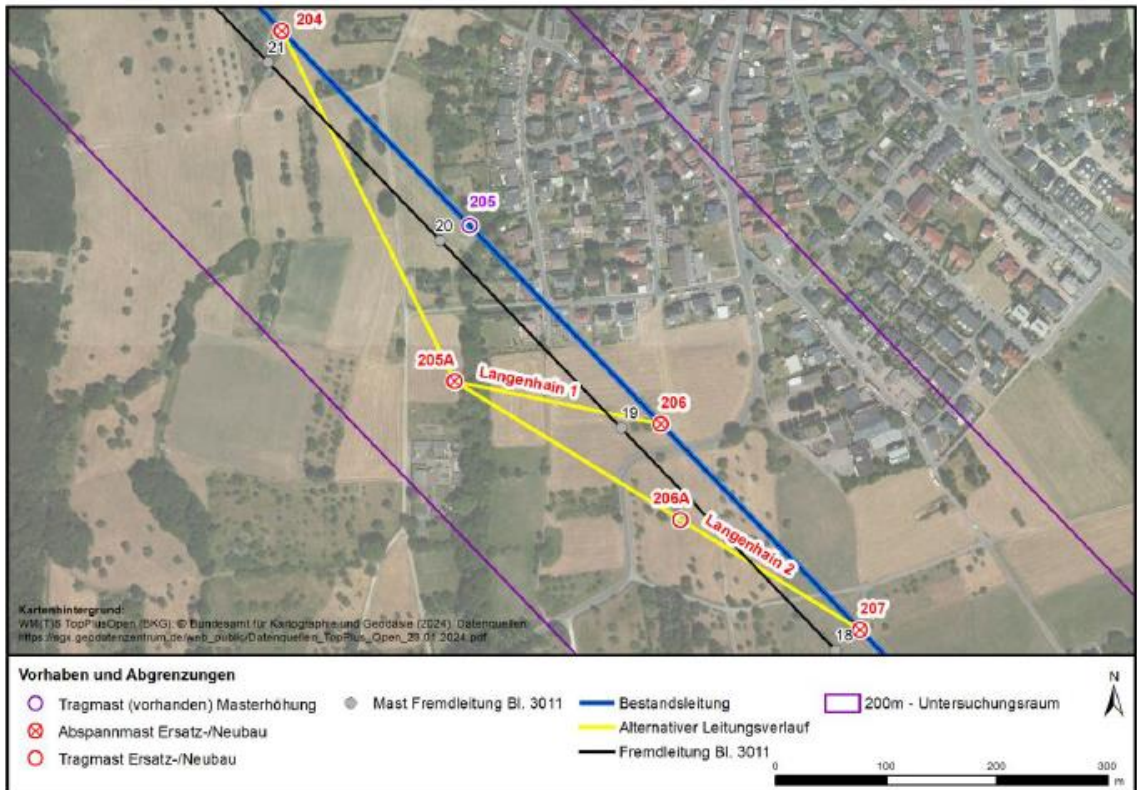 204
21
205
20
205A
Langenhain 1
206
19
206A
Langenhain 2
207
18
Kartenhintergrund:
TopPlusOpen (BKG): © Bundesamt für Kartographie und Geodäsie (2024). Datenquellen:
Vorhaben und Abgrenzungen
Tragmast (vorhanden) Masterhöhung
Abspannmast Ersatz-/Neubau
Tragmast Ersatz-/Neubau
Mast Fremdleitung Bl. 3011
Bestandsleitung
Alternativer Leitungsverlauf
Fremdleitung Bl. 3011
200m - Untersuchungsraum
N
0 100 200 300
m